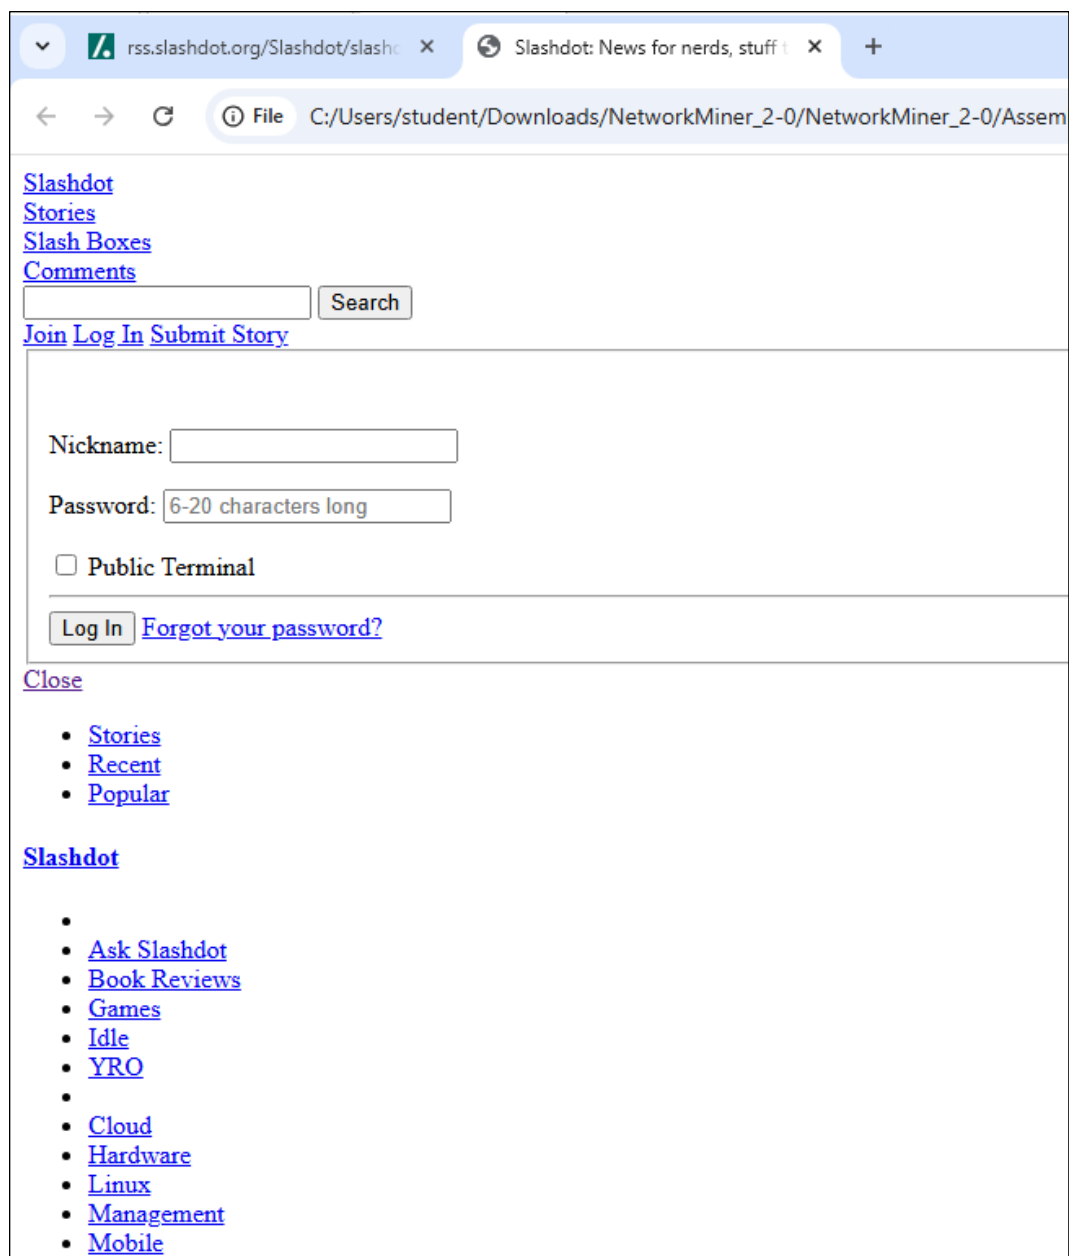 rss.slashdot.org/Slashdot/slashd
Slashdot: News for nerds, stuff t
File C:/Users/student/Downloads/NetworkMiner_2-0/NetworkMiner_2-0/Assem
Slashdot
Stories
Slash Boxes
Comments
Search
Join Log In Submit Story
Nickname:
Password: 6-20 characters long
Public Terminal
Log In Forgot your password?
Close
Stories
Recent
Popular
Slashdot
Ask Slashdot
Book Reviews
Games
Idle
YRO
Cloud
Hardware
Linux
Management
Mobile